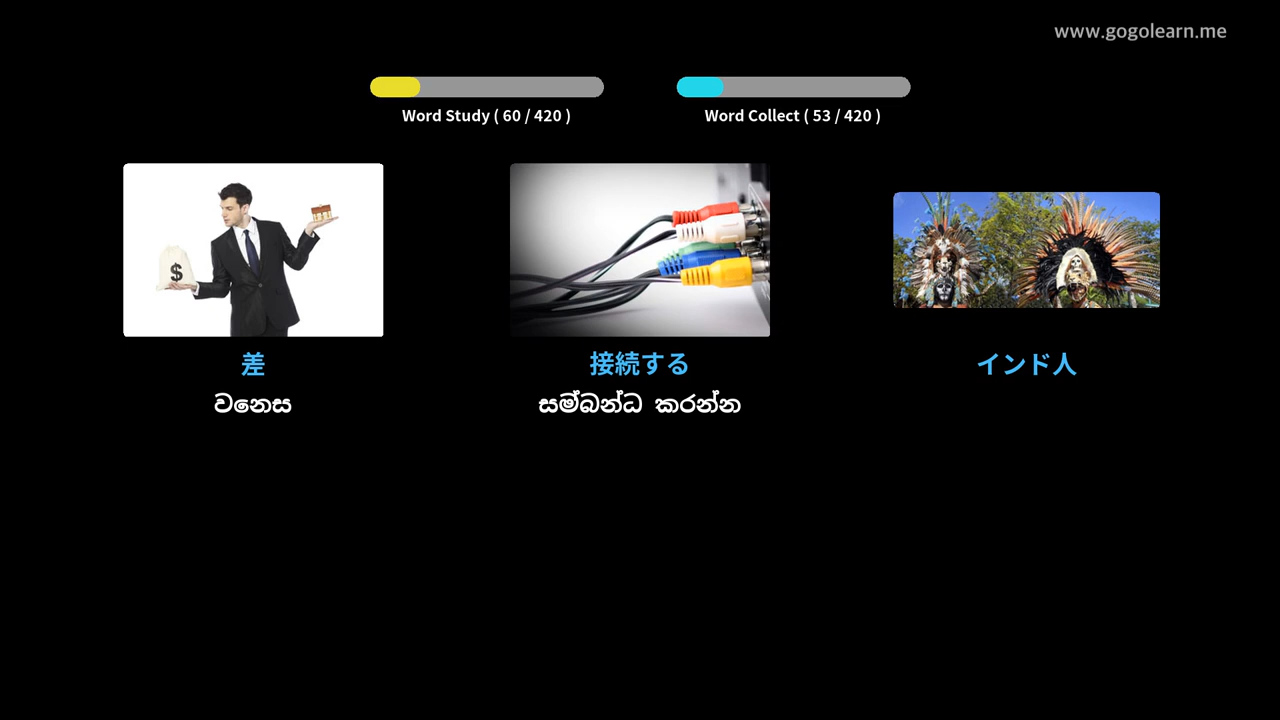 www.gogolearn.me
Word Study ( 60 / 420 )
Word Collect ( 53 / 420 )
$
差
接続する
インド人
වනෙස
සම්බන්ධ කරන්න